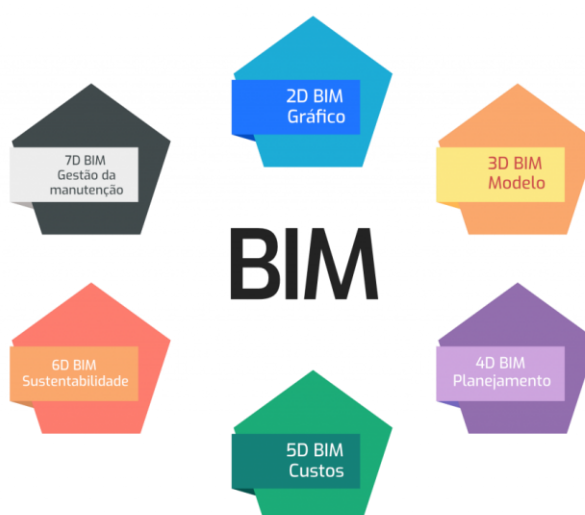 2D BIM
Gráfico
7D BIM
Gestão da
manutenção
3D BIM
Modelo
BIM
6D BIM
Sustentabilidade
4D BIM
Planejamento
5D BIM
Custos